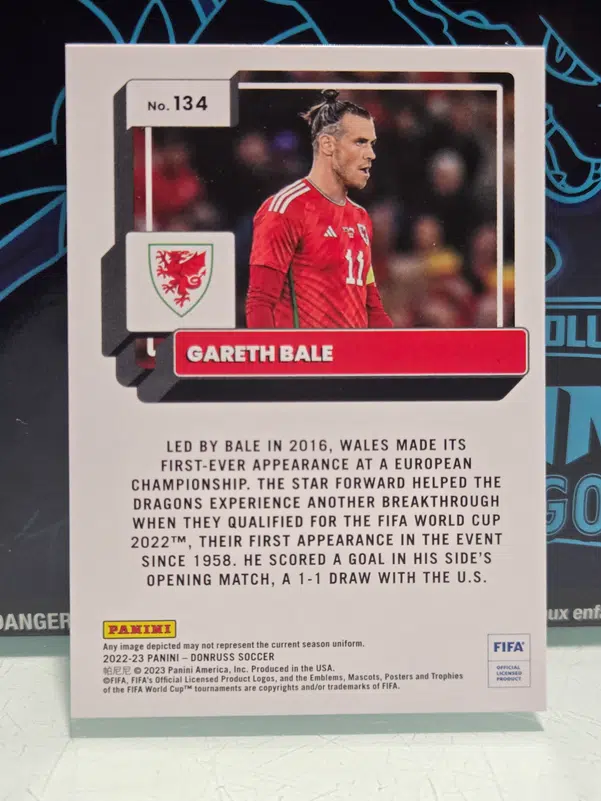 No. 134
11
GARETH BALE
LED BY BALE IN 2016, WALES MADE ITS
FIRST-EVER APPEARANCE AT A EUROPEAN
CHAMPIONSHIP. THE STAR FORWARD HELPED THE
DRAGONS EXPERIENCE ANOTHER BREAKTHROUGH
WHEN THEY QUALIFIED FOR THE FIFA WORLD CUP
2022™, THEIR FIRST APPEARANCE IN THE EVENT
SINCE 1958. HE SCORED A GOAL IN HIS SIDE'S
OPENING MATCH, A 1-1 DRAW WITH THE U.S.
PANINI
Any image depicted may not represent the current season uniform.
2022-23 PANINI – DONRUSS SOCCER
帕尼尼 © 2023 Panini America, Inc. Produced in the USA.
©FIFA, FIFA's Official Licensed Product Logos, and the Emblems, Mascots, Posters and Trophies
of the FIFA World Cup™ tournaments are copyrights and/or trademarks of FIFA.
FIFA®
OFFICIAL
LICENSED
PRODUCT
DANGER
OLL
IN
GO
ux enf